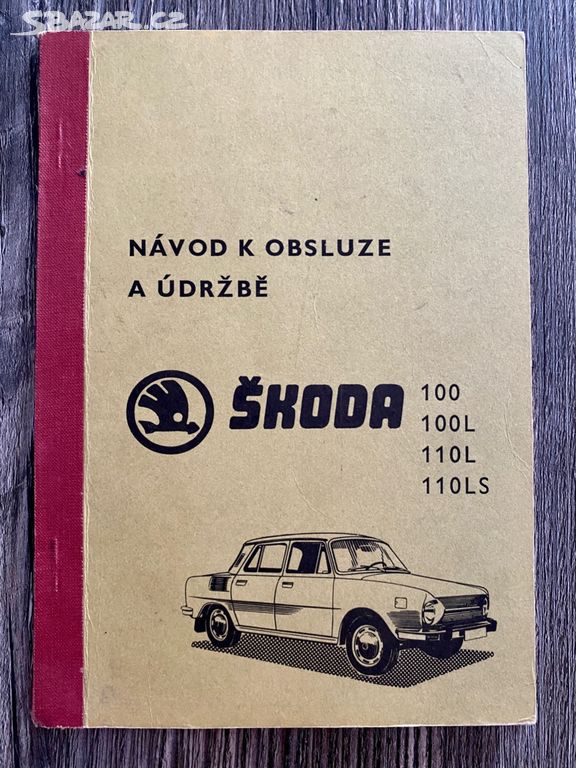 SBAZAR.CZ
NÁVOD K OBSLUZE
A ÚDRŽBĚ
ŠKODA
100
100L
110L
110LS